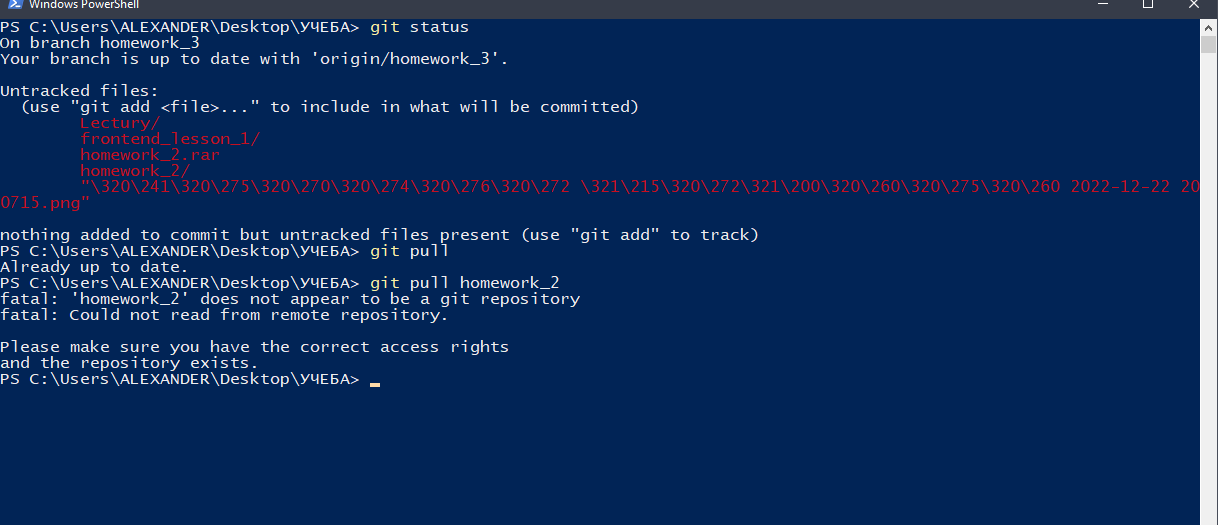 Windows PowerShell
PS C:\Users\ALEXANDER\Desktop\УЧЕБА> git status
On branch homework_3
Your branch is up to date with 'origin/homework_3'.
Untracked files:
  (use "git add <file>..." to include in what will be committed)
        Lectury/
        frontend_lesson_1/
        homework_2.rar
        homework_2/
        "\320\241\320\275\320\270\320\274\320\276\320\272 \321\215\320\272\321\200\320\260\320\275\320\260 2022-12-22 20
0715.png"
nothing added to commit but untracked files present (use "git add" to track)
PS C:\Users\ALEXANDER\Desktop\УЧЕБА> git pull
Already up to date.
PS C:\Users\ALEXANDER\Desktop\УЧЕБА> git pull homework_2
fatal: 'homework_2' does not appear to be a git repository
fatal: Could not read from remote repository.
Please make sure you have the correct access rights
and the repository exists.
PS C:\Users\ALEXANDER\Desktop\УЧЕБА>